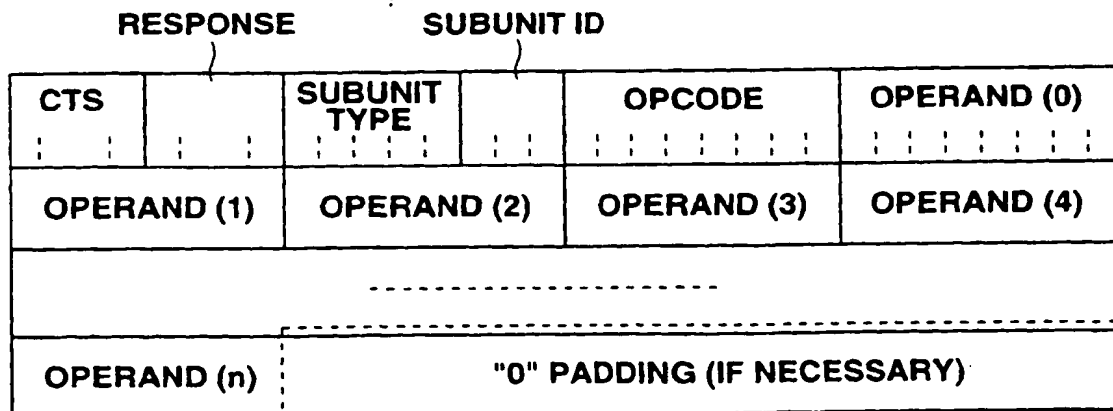 RESPONSE SUBUNIT ID
CTS SUBUNIT TYPE OPCODE OPERAND (0)
OPERAND (1) OPERAND (2) OPERAND (3) OPERAND (4)
OPERAND (n) "0" PADDING (IF NECESSARY)